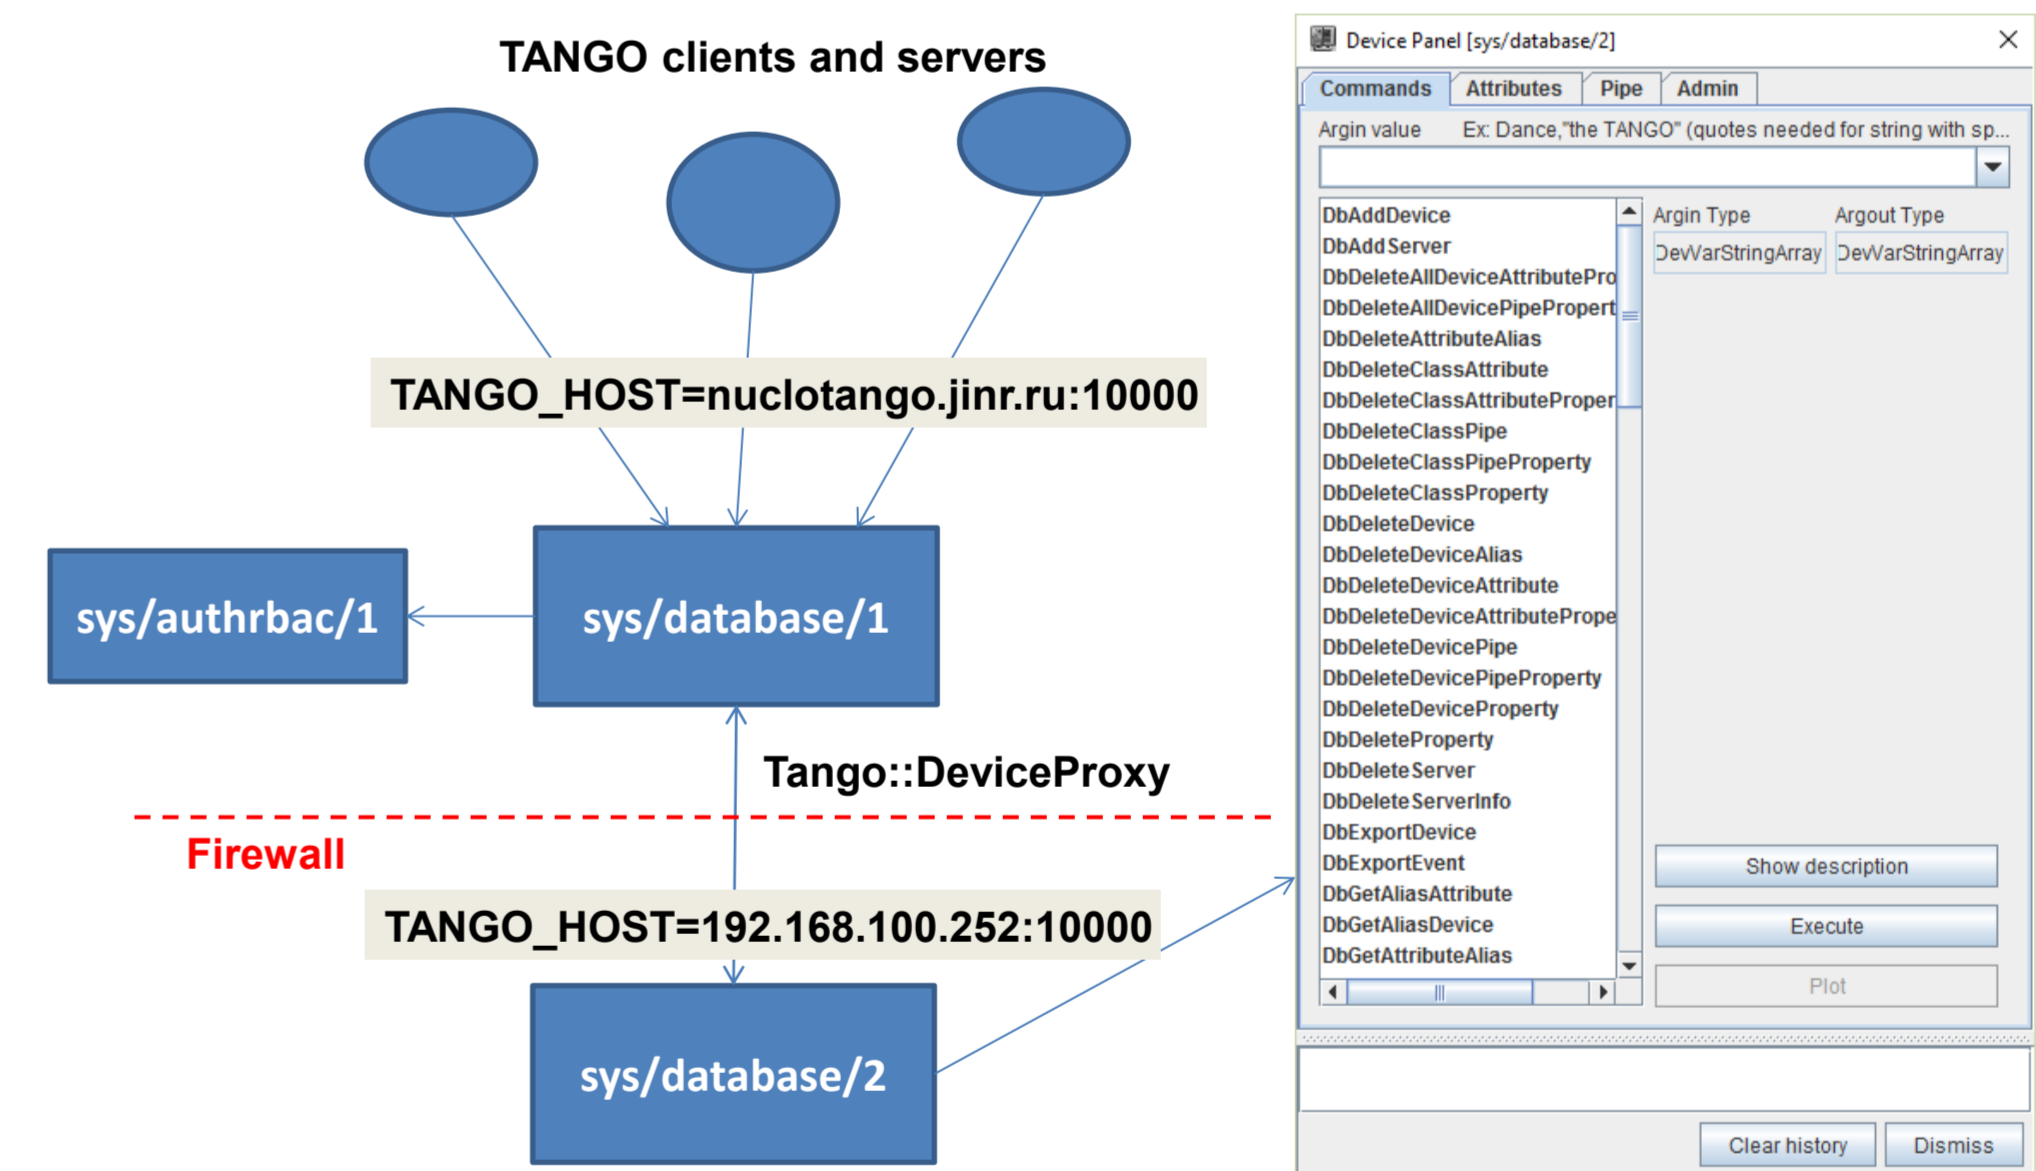 TANGO clients and servers
TANGO_HOST=nuclotango.jinr.ru:10000
sys/authrbac/1
sys/database/1
Tango::DeviceProxy
Firewall
TANGO_HOST=192.168.100.252:10000
sys/database/2
Device Panel [sys/database/2]
Commands Attributes Pipe Admin
Argin value Ex: Dance,"the TANGO" (quotes needed for string with sp...
DbAddDevice
DbAddServer
DbDeleteAllDeviceAttributePro
DbDeleteAllDevicePipePropert
DbDeleteAttributeAlias
DbDeleteClassAttribute
DbDeleteClassAttributeProper
DbDeleteClassPipe
DbDeleteClassPipeProperty
DbDeleteClassProperty
DbDeleteDevice
DbDeleteDeviceAlias
DbDeleteDeviceAttribute
DbDeleteDeviceAttributePrope
DbDeleteDevicePipe
DbDeleteDevicePipeProperty
DbDeleteDeviceProperty
DbDeleteProperty
DbDeleteServer
DbDeleteServerInfo
DbExportDevice
DbExportEvent
DbGetAliasAttribute
DbGetAliasDevice
DbGetAttributeAlias
Argin Type Argout Type
DevVarStringArray DevVarStringArray
Show description
Execute
Plot
Clear history Dismiss